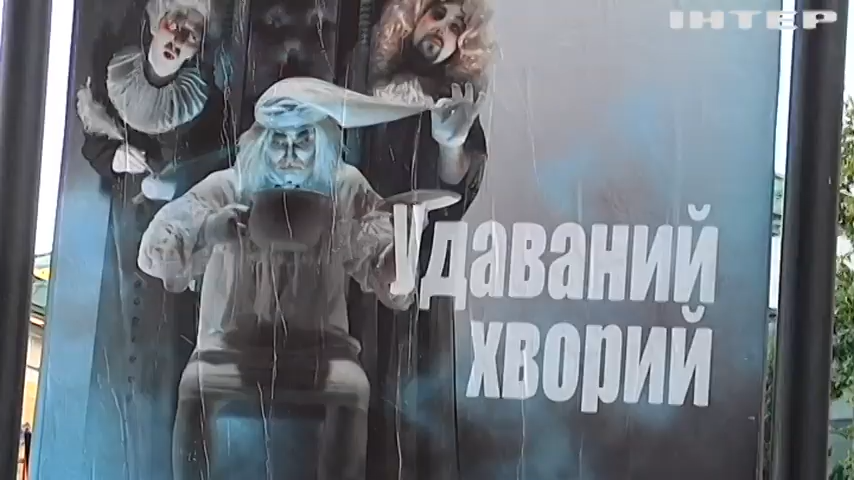 ІНТЕР
Удаваний
хворий